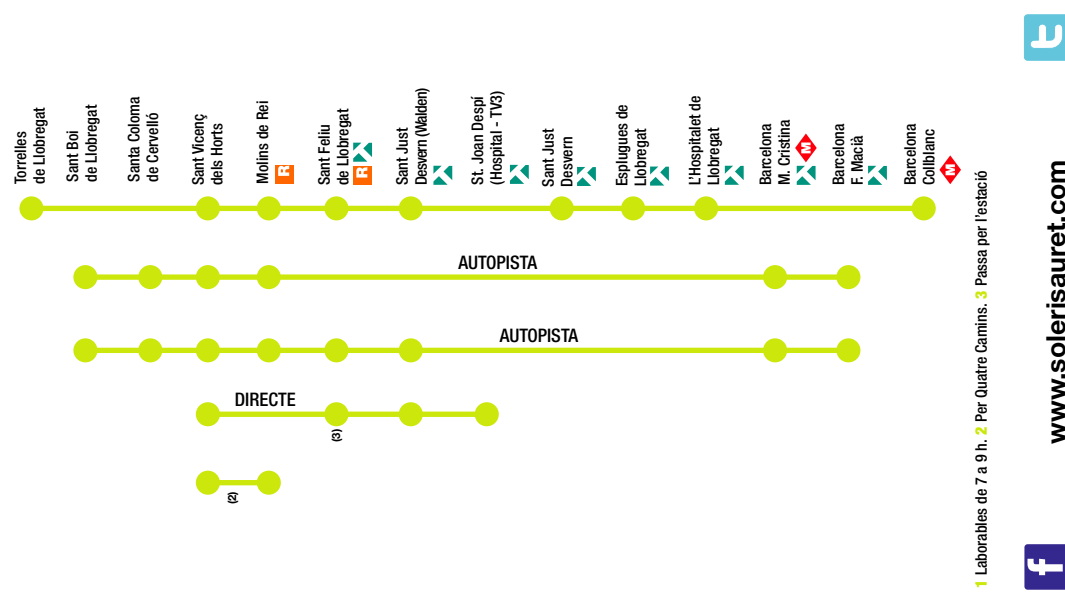 Torrelles
de Llobregat
Sant Boi
de Llobregat
Santa Coloma
de Cervelló
Sant Vicenç
dels Horts
Molins de Rei
R
Sant Feliu
de Llobregat
R
Sant Just
Desvern (Walden)
St. Joan Despí
(Hospital - TV3)
Sant Just
Desvern
Esplugues de
Llobregat
L'Hospitalet de
Llobregat
Barcelona
M. Cristina
M
Barcelona
F. Macià
Barcelona
Collblanc
M
AUTOPISTA
AUTOPISTA
DIRECTE
(3)
(2)
1 Laborables de 7 a 9 h. 2 Per Quatre Camins. 3 Passa per l'estació
www.solerisauret.com
f
t